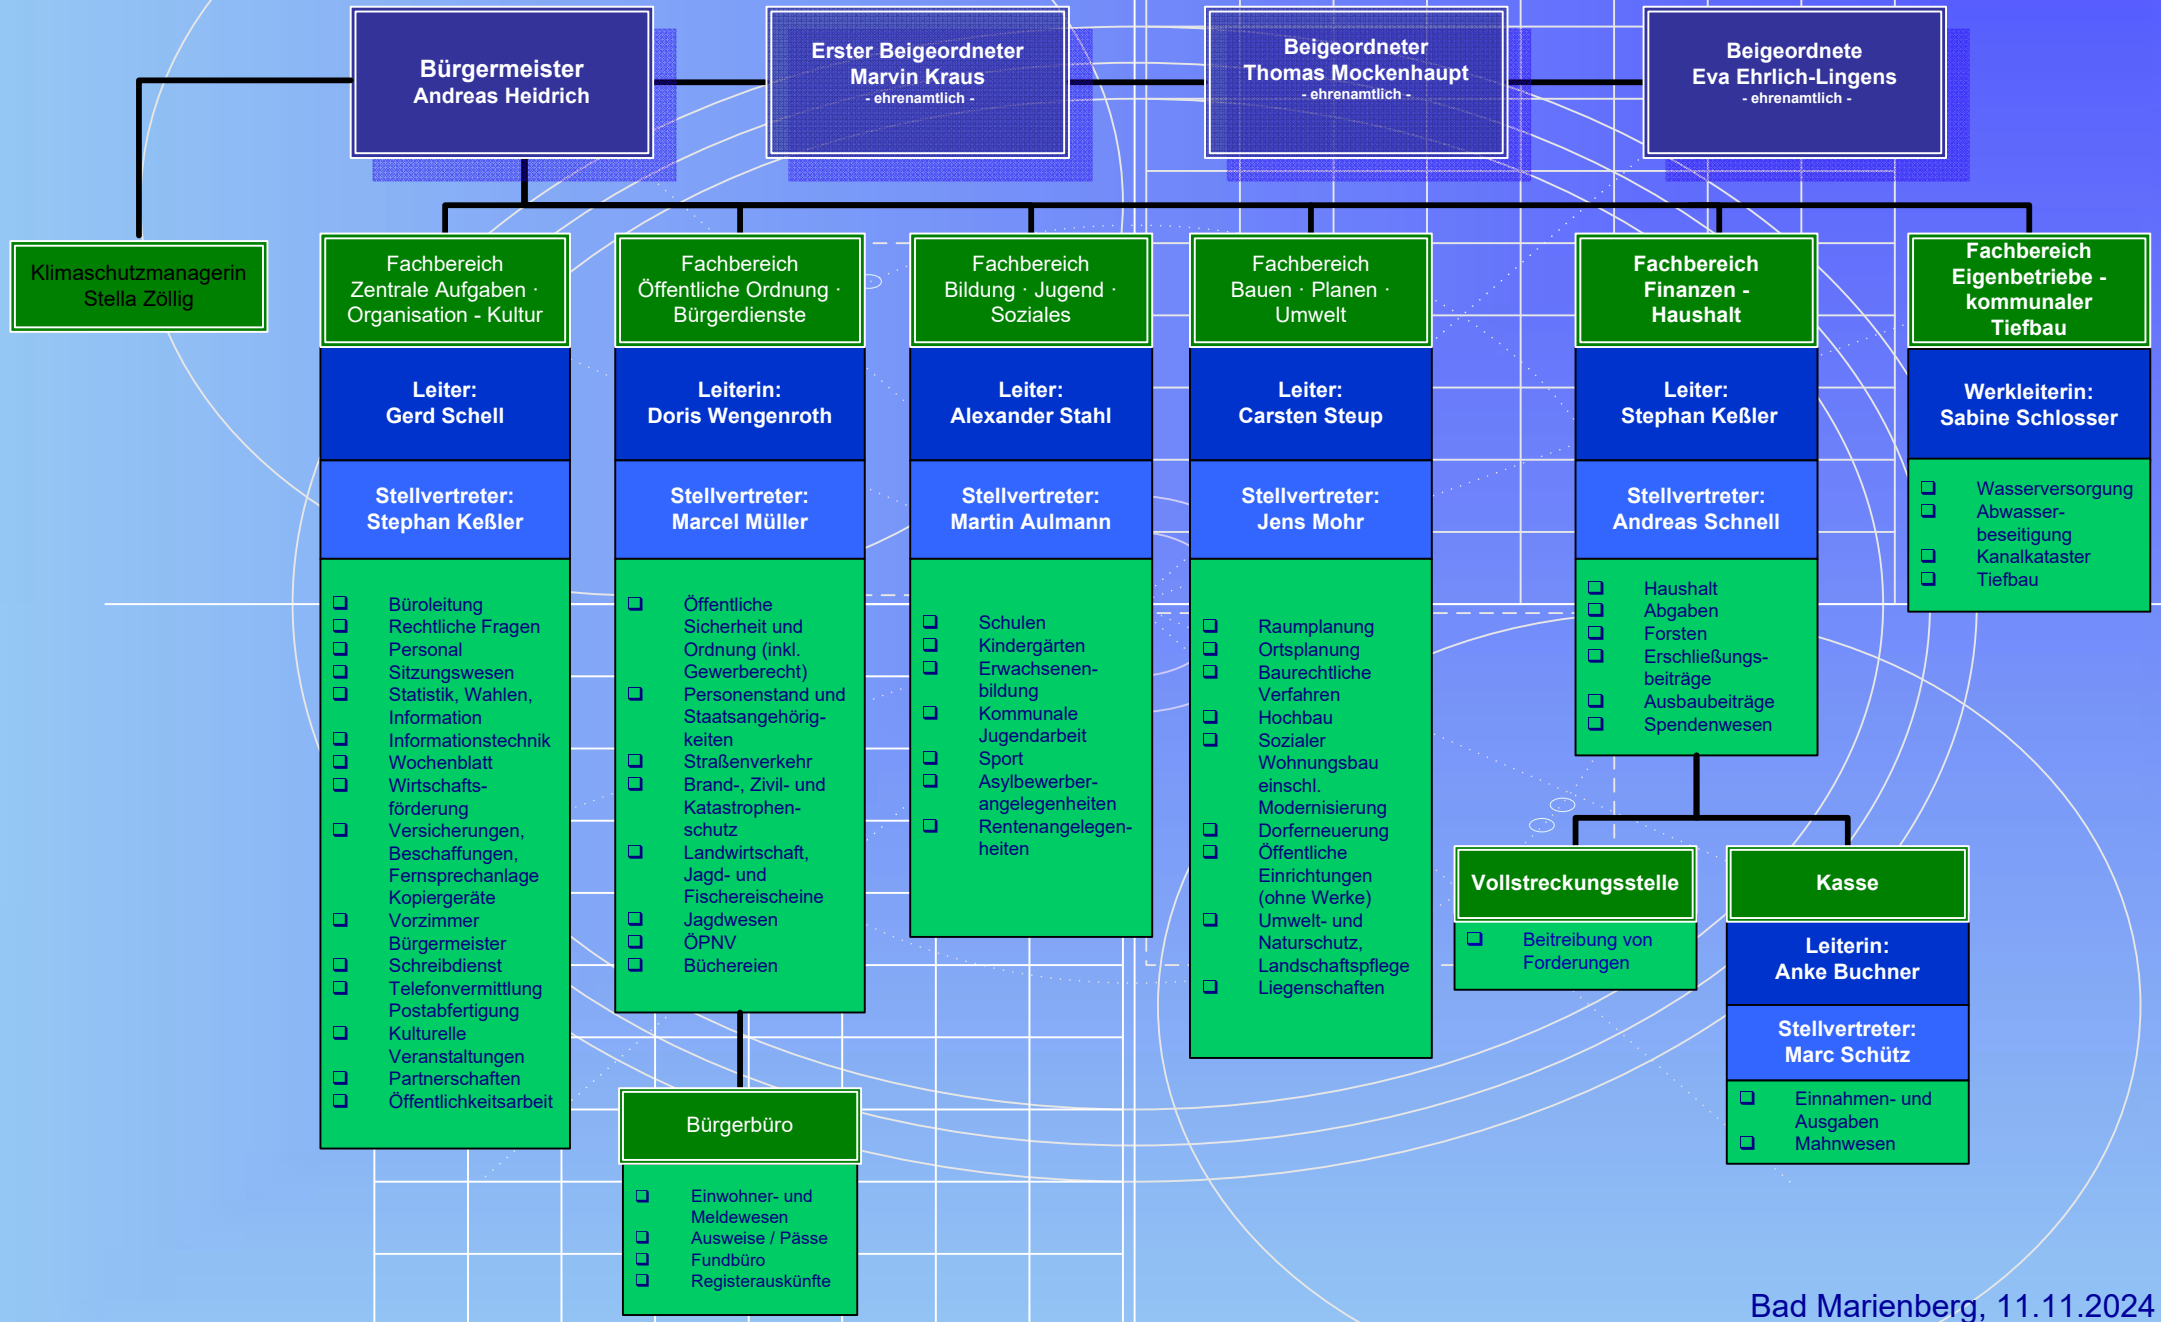 Bürgermeister
Andreas Heidrich
Erster Beigeordneter
Marvin Kraus
- ehrenamtlich -
Beigeordneter
Thomas Mockenhaupt
- ehrenamtlich -
Beigeordnete
Eva Ehrlich-Lingens
- ehrenamtlich -
Klimaschutzmanagerin
Stella Zöllig
Fachbereich
Zentrale Aufgaben ·
Organisation - Kultur
Leiter:
Gerd Schell
Stellvertreter:
Stephan Keßler
❑ Büroleitung
❑ Rechtliche Fragen
❑ Personal
❑ Sitzungswesen
❑ Statistik, Wahlen,
Information
❑ Informationstechnik
❑ Wochenblatt
❑ Wirtschafts-
förderung
❑ Versicherungen,
Beschaffungen,
Fernsprechanlage
Kopiergeräte
❑ Vorzimmer
Bürgermeister
❑ Schreibdienst
❑ Telefonvermittlung
Postabfertigung
❑ Kulturelle
Veranstaltungen
❑ Partnerschaften
❑ Öffentlichkeitsarbeit
Fachbereich
Öffentliche Ordnung ·
Bürgerdienste
Leiterin:
Doris Wengenroth
Stellvertreter:
Marcel Müller
❑ Öffentliche
Sicherheit und
Ordnung (inkl.
Gewerberecht)
❑ Personenstand und
Staatsangehörig-
keiten
❑ Straßenverkehr
❑ Brand-, Zivil- und
Katastrophen-
schutz
❑ Landwirtschaft,
Jagd- und
Fischereischeine
❑ Jagdwesen
❑ ÖPNV
❑ Büchereien
Bürgerbüro
❑ Einwohner- und
Meldewesen
❑ Ausweise / Pässe
❑ Fundbüro
❑ Registerauskünfte
Fachbereich
Bildung · Jugend ·
Soziales
Leiter:
Alexander Stahl
Stellvertreter:
Martin Aulmann
❑ Schulen
❑ Kindergärten
❑ Erwachsenen-
bildung
❑ Kommunale
Jugendarbeit
❑ Sport
❑ Asylbewerber-
angelegenheiten
❑ Rentenangelegen-
heiten
Fachbereich
Bauen · Planen ·
Umwelt
Leiter:
Carsten Steup
Stellvertreter:
Jens Mohr
❑ Raumplanung
❑ Ortsplanung
❑ Baurechtliche
Verfahren
❑ Hochbau
❑ Sozialer
Wohnungsbau
einschl.
Modernisierung
❑ Dorferneuerung
❑ Öffentliche
Einrichtungen
(ohne Werke)
❑ Umwelt- und
Naturschutz,
Landschaftspflege
❑ Liegenschaften
Fachbereich
Finanzen -
Haushalt
Leiter:
Stephan Keßler
Stellvertreter:
Andreas Schnell
❑ Haushalt
❑ Abgaben
❑ Forsten
❑ Erschließungs-
beiträge
❑ Ausbaubeiträge
❑ Spendenwesen
Vollstreckungsstelle
❑ Beitreibung von
Forderungen
Kasse
Leiterin:
Anke Buchner
Stellvertreter:
Marc Schütz
❑ Einnahmen- und
Ausgaben
❑ Mahnwesen
Fachbereich
Eigenbetriebe -
kommunaler
Tiefbau
Werkleiterin:
Sabine Schlosser
❑ Wasserversorgung
❑ Abwasser-
beseitigung
❑ Kanalkataster
❑ Tiefbau
Bad Marienberg, 11.11.2024